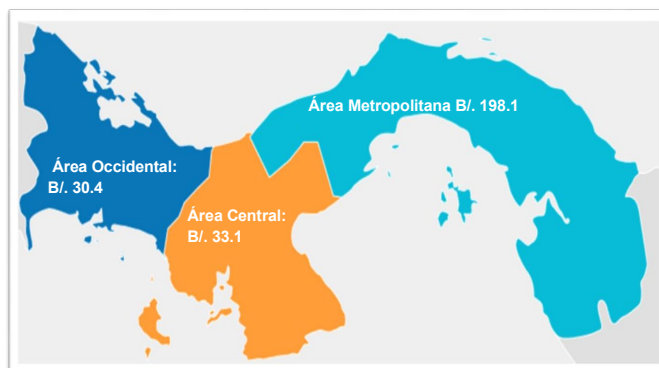 Área Metropolitana B/. 198.1
Área Occidental:
B/. 30.4
Área Central:
B/. 33.1